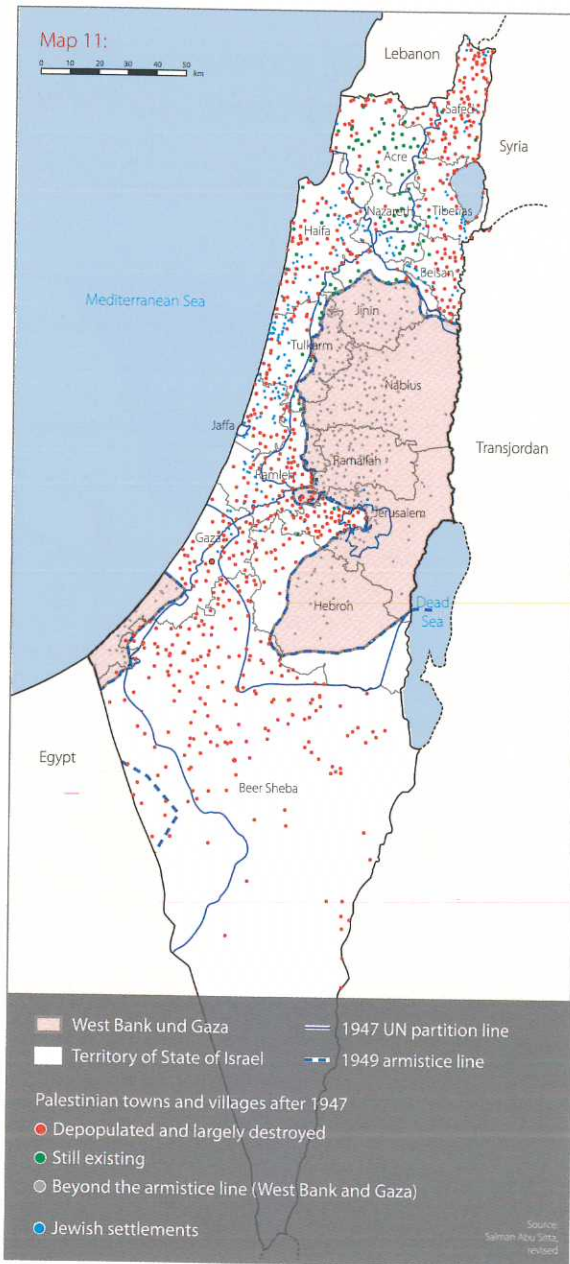 Map 11:
0 10 20 30 40 50
km
Lebanon
Safed
Syria
Acre
Nazareth
Tiberias
Haifa
Beisan
Mediterranean Sea
Jinin
Tulkarm
Nablus
Jaffa
Transjordan
Ramleh
Ramallah
Jerusalem
Gaza
Hebron
Dead
Sea
Egypt
Beer Sheba
West Bank und Gaza
1947 UN partition line
Territory of State of Israel
1949 armistice line
Palestinian towns and villages after 1947
Depopulated and largely destroyed
Still existing
Beyond the armistice line (West Bank and Gaza)
Jewish settlements
Source:
Salman Abu Sitta,
revised